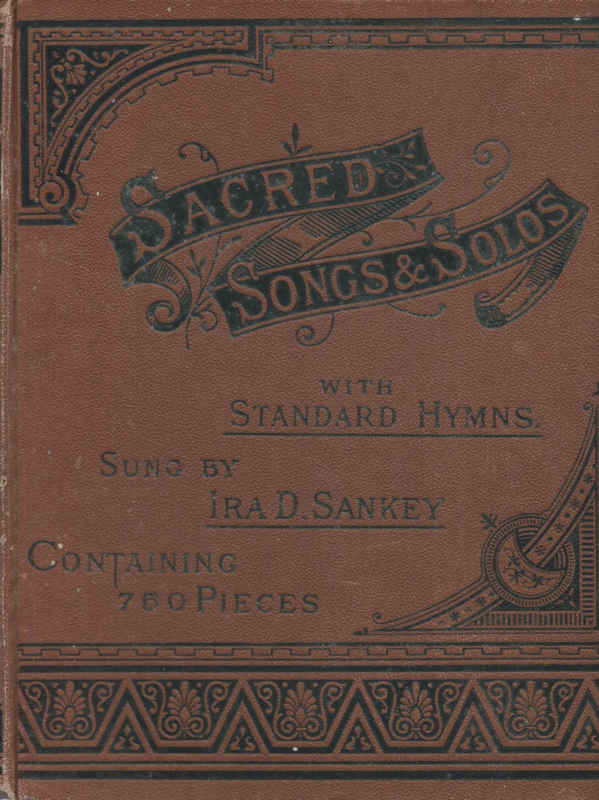 SACRED
SONGS & SOLOS
WITH
STANDARD HYMNS.
SUNG BY
IRA D. SANKEY
CONTAINING
750 PIECES